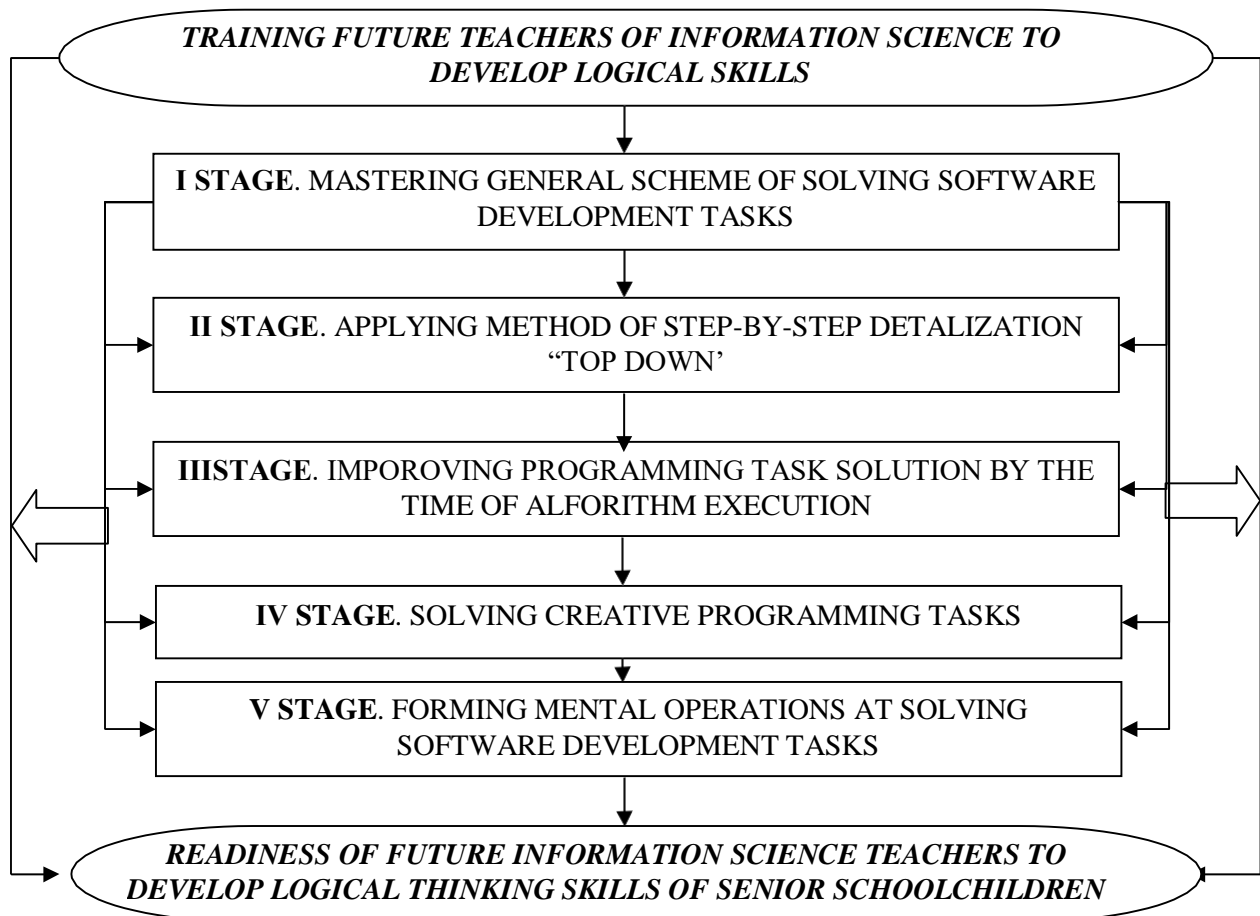 TRAINING FUTURE TEACHERS OF INFORMATION SCIENCE TO
DEVELOP LOGICAL SKILLS
I STAGE. MASTERING GENERAL SCHEME OF SOLVING SOFTWARE
DEVELOPMENT TASKS
II STAGE. APPLYING METHOD OF STEP-BY-STEP DETALIZATION
“TOP DOWN’
IIISTAGE. IMPOROVING PROGRAMMING TASK SOLUTION BY THE
TIME OF ALFORITHM EXECUTION
IV STAGE. SOLVING CREATIVE PROGRAMMING TASKS
V STAGE. FORMING MENTAL OPERATIONS AT SOLVING
SOFTWARE DEVELOPMENT TASKS
READINESS OF FUTURE INFORMATION SCIENCE TEACHERS TO
DEVELOP LOGICAL THINKING SKILLS OF SENIOR SCHOOLCHILDREN